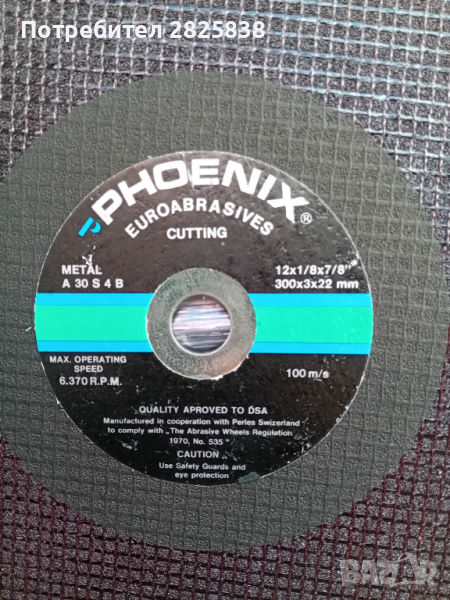 Потребител 2825838
PHOENIX®
EUROABRASIVES
CUTTING
METAL
A 30 S 4 B
12x1/8x7/8"
300x3x22 mm
MAX. OPERATING
SPEED
6.370 R.P.M.
100 m/s
QUALITY APROVED TO DSA
Manufactured in cooperation with Perles Swizerland
to comply with „The Abrasive Wheels Regulation
1970, No. 535"
CAUTION
Use Safety Guards and
eye protection
BAZAR